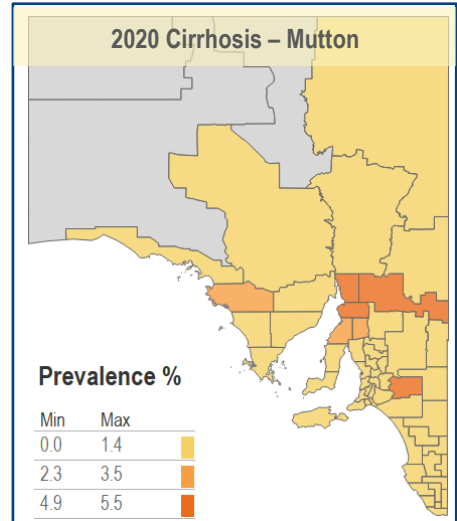 2020 Cirrhosis – Mutton
Prevalence %
Min Max
0.0 1.4
2.3 3.5
4.9 5.5